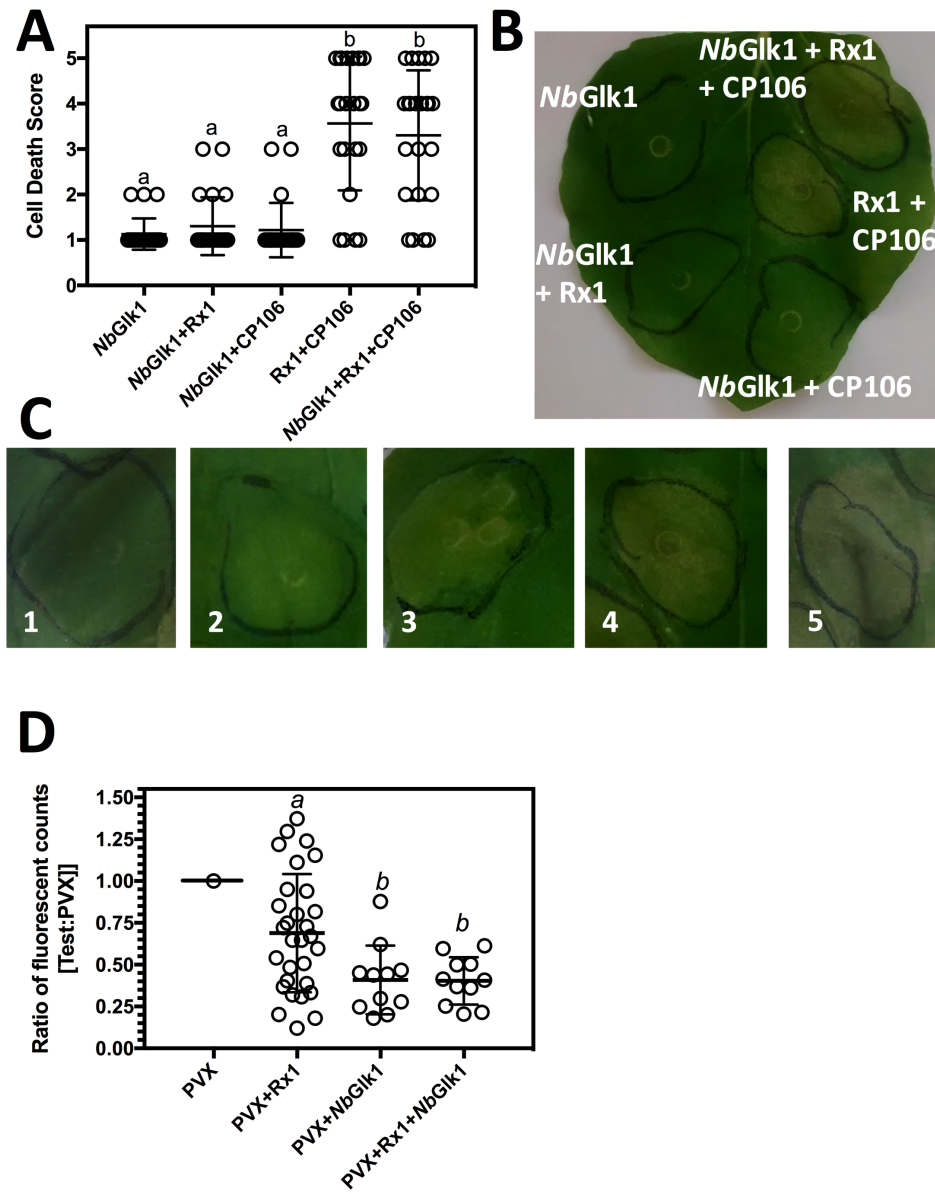 A
Cell Death Score
5
4
3
2
1
0
a
a
a
b
b
NbGlk1
NbGlk1+Rx1
NbGlk1+CP106
Rx1+CP106
NbGlk1+Rx1+CP106
B
NbGlk1
NbGlk1 + Rx1
+ CP106
Rx1 +
CP106
NbGlk1
+ Rx1
NbGlk1 + CP106
C
1
2
3
4
5
D
Ratio of fluorescent counts
[Test:PVX]]
1.50
1.25
1.00
0.75
0.50
0.25
0.00
a
b
b
PVX
PVX+Rx1
PVX+NbGlk1
PVX+Rx1+NbGlk1